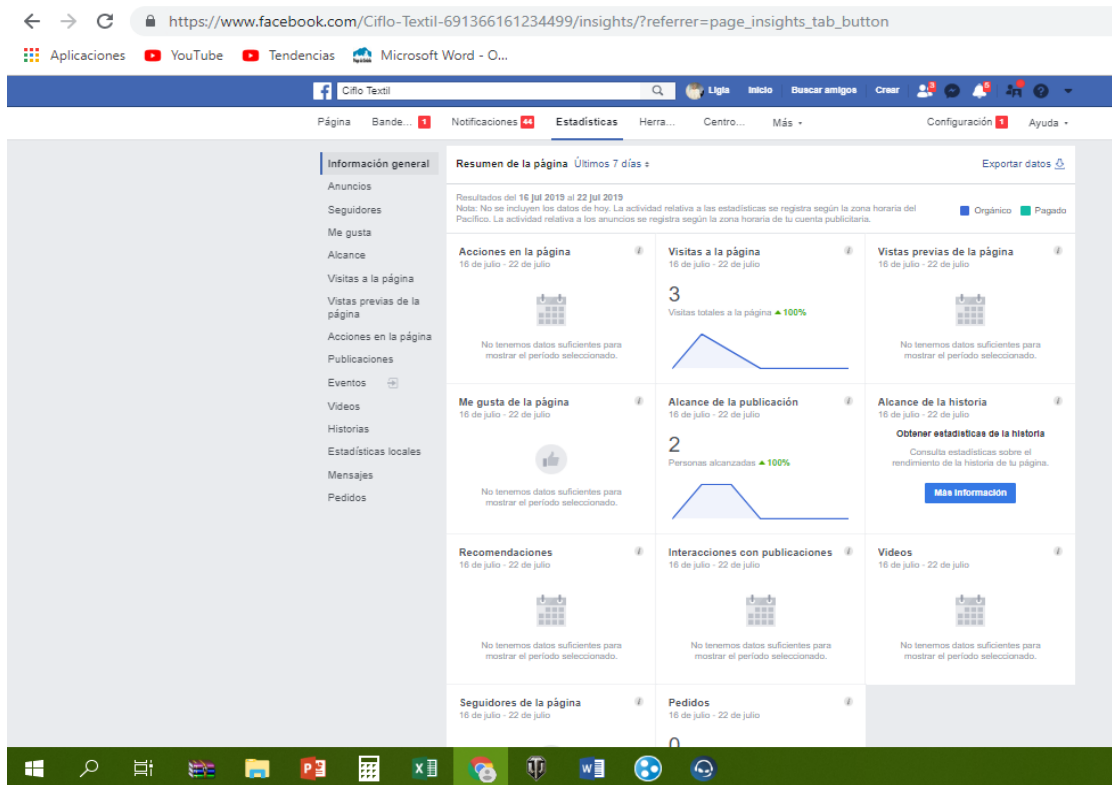 https://www.facebook.com/Ciflo-Textil-691366161234499/insights/?referrer=page_insights_tab_button
Aplicaciones YouTube Tendencias Microsoft Word - O...
Ciflo Textil Ligia Inicio Buscar amigos Crear 3 5
Página Bande... 1 Notificaciones 44 Estadísticas Herra... Centro... Más Configuración 1 Ayuda
Información general
Anuncios
Seguidores
Me gusta
Alcance
Visitas a la página
Vistas previas de la
página
Acciones en la página
Publicaciones
Eventos
Videos
Historias
Estadísticas locales
Mensajes
Pedidos
Resumen de la página Últimos 7 días Exportar datos
Resultados del 16 jul 2019 al 22 jul 2019
Nota: No se incluyen los datos de hoy. La actividad relativa a las estadísticas se registra según la zona horaria del
Pacífico. La actividad relativa a los anuncios se registra según la zona horaria de tu cuenta publicitaria.
Orgánico Pagado
Acciones en la página
16 de julio - 22 de julio
No tenemos datos suficientes para
mostrar el período seleccionado.
Visitas a la página
16 de julio - 22 de julio
3
Visitas totales a la página ▲ 100%
Vistas previas de la página
16 de julio - 22 de julio
No tenemos datos suficientes para
mostrar el período seleccionado.
Me gusta de la página
16 de julio - 22 de julio
No tenemos datos suficientes para
mostrar el período seleccionado.
Alcance de la publicación
16 de julio - 22 de julio
2
Personas alcanzadas ▲ 100%
Alcance de la historia
16 de julio - 22 de julio
Obtener estadísticas de la historia
Consulta estadísticas sobre el
rendimiento de la historia de tu página.
Más información
Recomendaciones
16 de julio - 22 de julio
No tenemos datos suficientes para
mostrar el período seleccionado.
Interacciones con publicaciones
16 de julio - 22 de julio
No tenemos datos suficientes para
mostrar el período seleccionado.
Videos
16 de julio - 22 de julio
No tenemos datos suficientes para
mostrar el período seleccionado.
Seguidores de la página
16 de julio - 22 de julio
Pedidos
16 de julio - 22 de julio
0